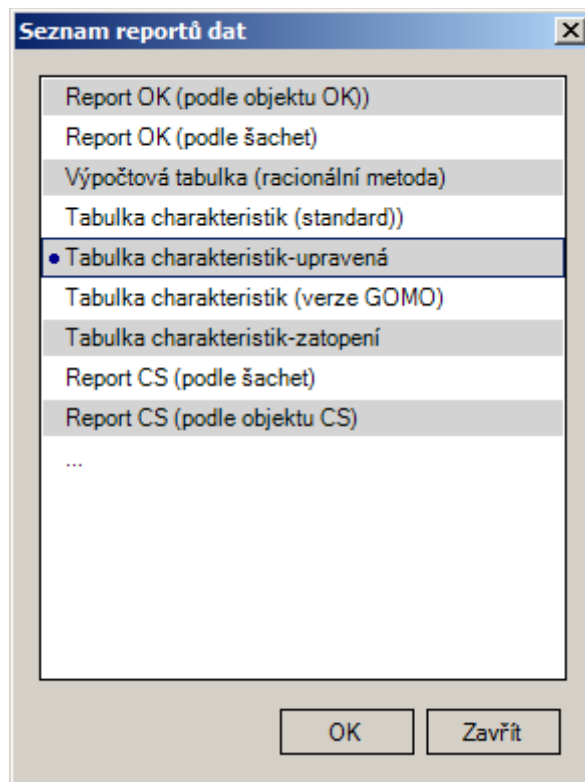 Seznam reportů dat
Report OK (podle objektu OK))
Report OK (podle šachet)
Výpočtová tabulka (racionální metoda)
Tabulka charakteristik (standard))
Tabulka charakteristik-upravená
Tabulka charakteristik (verze GOMO)
Tabulka charakteristik-zatopení
Report CS (podle šachet)
Report CS (podle objektu CS)
...
OK
Zavřít